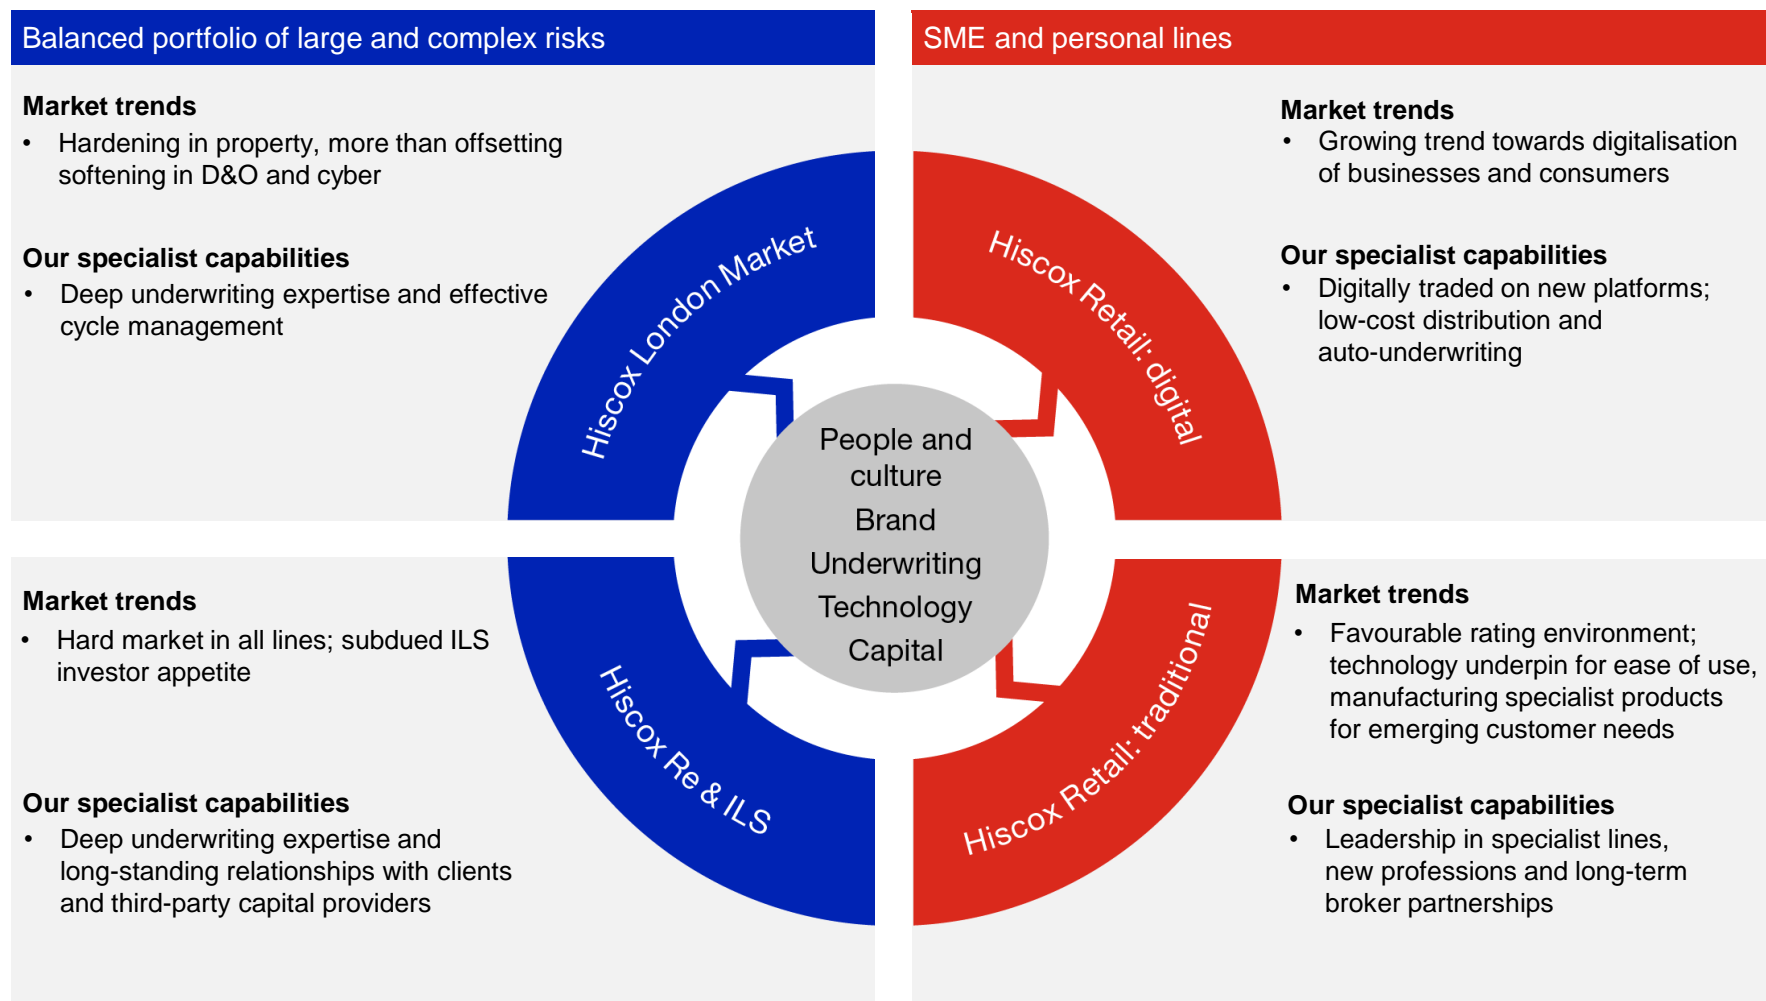 Balanced portfolio of large and complex risks
Market trends
• Hardening in property, more than offsetting
softening in D&O and cyber
Our specialist capabilities
• Deep underwriting expertise and effective
cycle management
Hiscox London Market
SME and personal lines
Market trends
• Growing trend towards digitalisation
of businesses and consumers
Our specialist capabilities
• Digitally traded on new platforms;
low-cost distribution and
auto-underwriting
Hiscox Retail: digital
People and
culture
Brand
Underwriting
Technology
Capital
Market trends
• Hard market in all lines; subdued ILS
investor appetite
Our specialist capabilities
• Deep underwriting expertise and
long-standing relationships with clients
and third-party capital providers
Hiscox Re & ILS
Market trends
• Favourable rating environment;
technology underpin for ease of use,
manufacturing specialist products
for emerging customer needs
Our specialist capabilities
• Leadership in specialist lines,
new professions and long-term
broker partnerships
Hiscox Retail: traditional